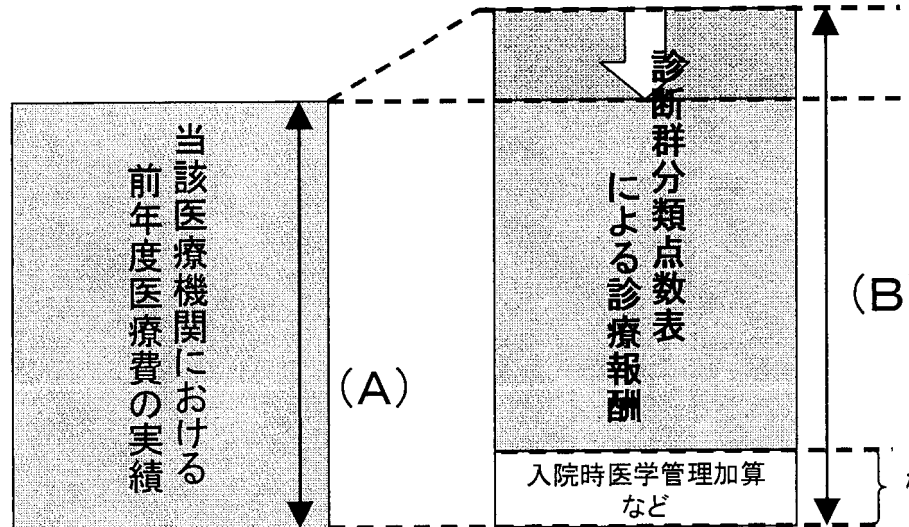 当該医療機関における
前年度医療費の実績
(A)
診断群分類点数表
による診療報酬
(B
入院時医学管理加算
など